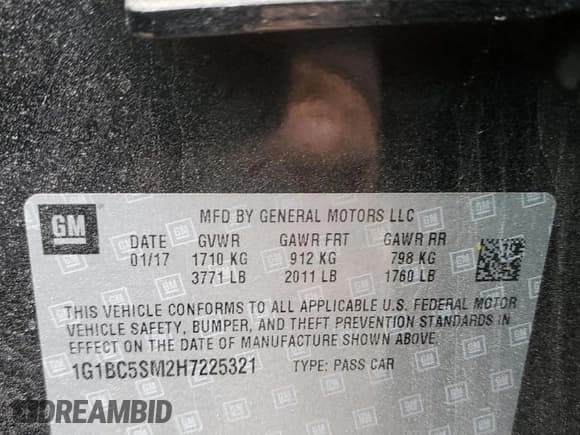 GM
MFD BY GENERAL MOTORS LLC
DATE GVWR GAWR FRT GAWR RR
01/17 1710 KG 912 KG 798 KG
3771 LB 2011 LB 1760 LB
THIS VEHICLE CONFORMS TO ALL APPLICABLE U.S. FEDERAL MOTOR
VEHICLE SAFETY, BUMPER, AND THEFT PREVENTION STANDARDS IN
EFFECT ON THE DATE OF MANUFACTURE SHOWN ABOVE.
1G1BC5SM2H7225321 TYPE: PASS CAR
DREAMBID